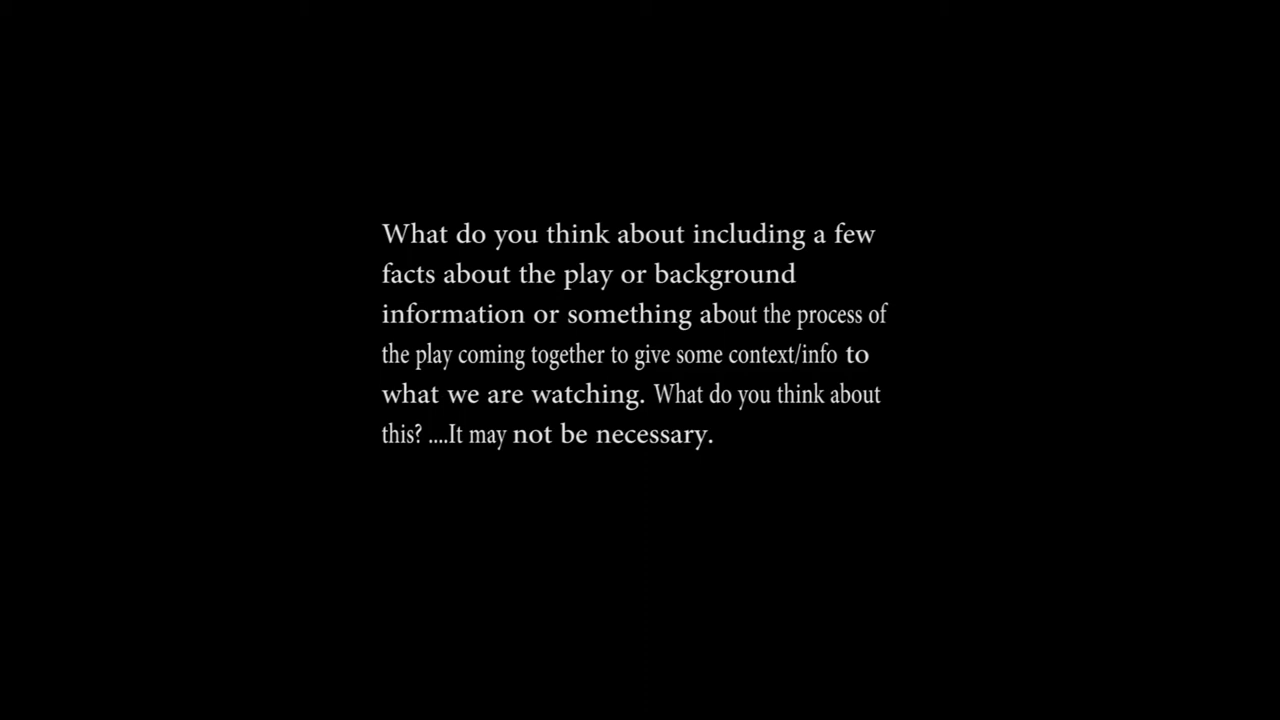 What do you think about including a few
facts about the play or background
information or something about the process of
the play coming together to give some context/info to
what we are watching. What do you think about
this? ....It may not be necessary.